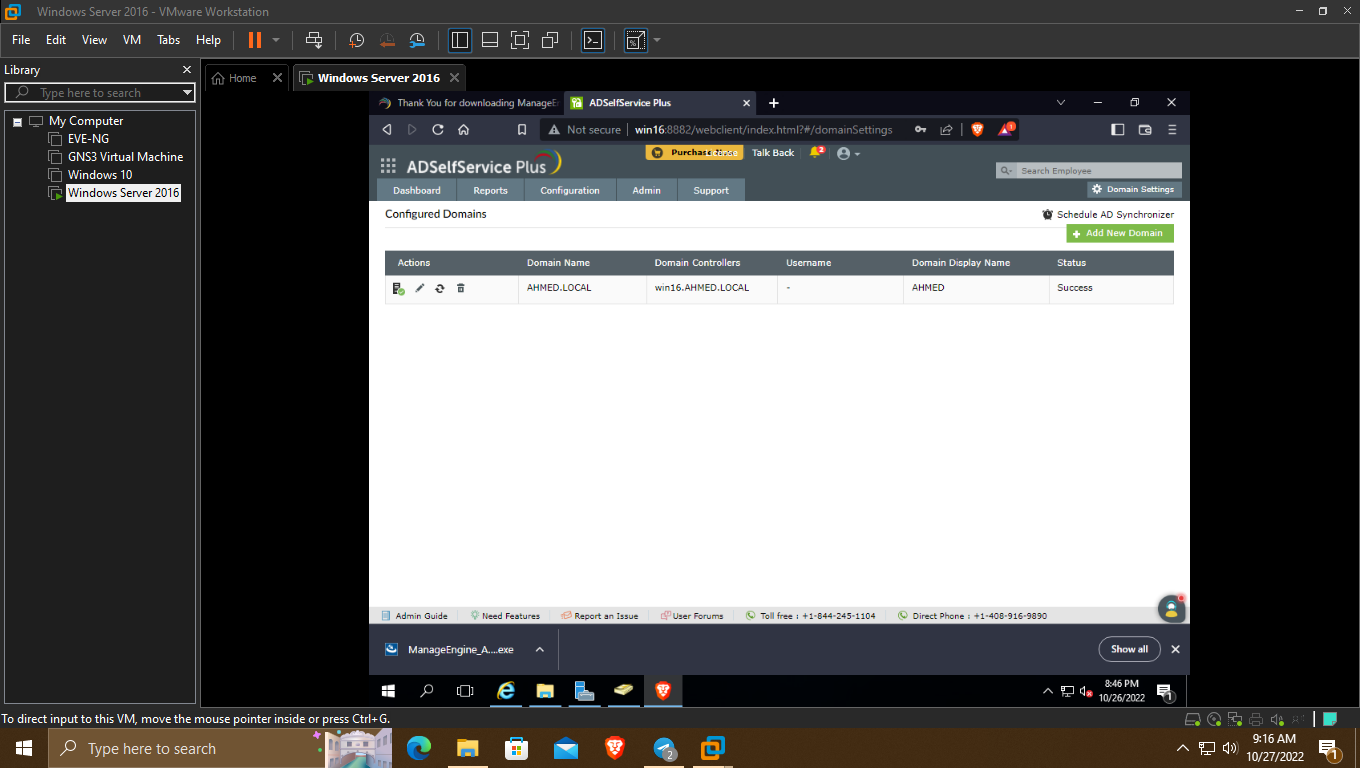 Windows Server 2016 - VMware Workstation
File Edit View VM Tabs Help
Library
Type here to search
My Computer
EVE-NG
GNS3 Virtual Machine
Windows 10
Windows Server 2016
Home
Windows Server 2016
Thank You for downloading ManageE
ADSelfService Plus
Not secure win16:8882/webclient/index.html?#/domainSettings
Purchase
Talk Back
2
ADSelfService Plus
Search Employee
Dashboard Reports Configuration Admin Support
Domain Settings
Configured Domains
Schedule AD Synchronizer
Add New Domain
Actions Domain Name Domain Controllers Username Domain Display Name Status
AHMED.LOCAL win16.AHMED.LOCAL - AHMED Success
Admin Guide Need Features Report an Issue User Forums Toll free : +1-844-245-1104 Direct Phone : +1-408-916-9890
ManageEngine_A....exe
Show all
8:46 PM
10/26/2022
1
To direct input to this VM, move the mouse pointer inside or press Ctrl+G.
Type here to search
2
9:16 AM
10/27/2022
1